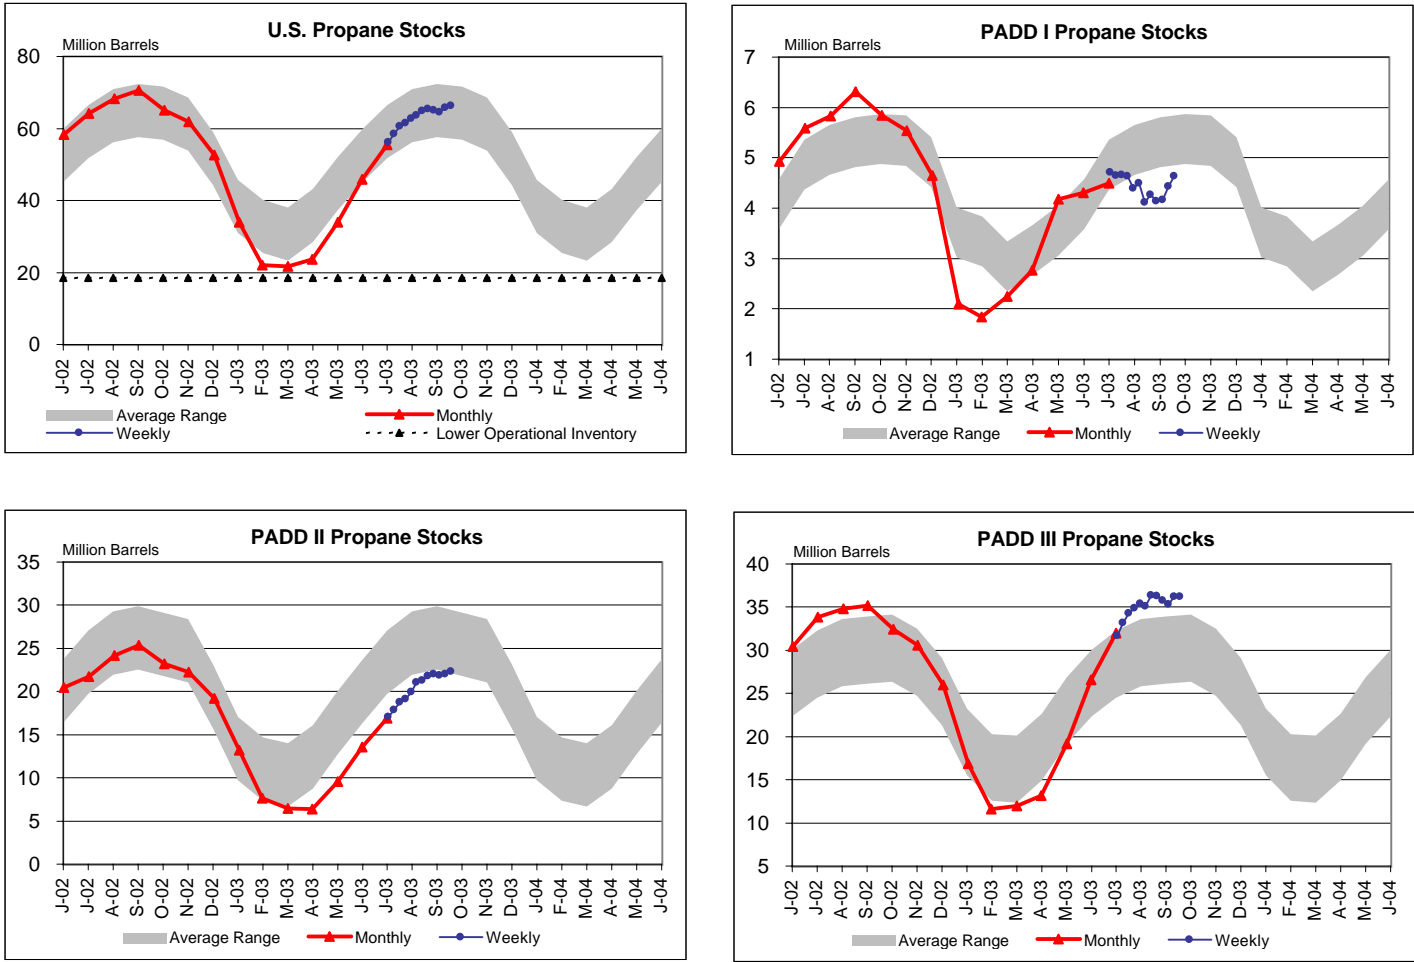 U.S. Propane Stocks
Million Barrels
80
60
40
20
0
J-02 J-02 A-02 S-02 O-02 N-02 D-02 J-03 F-03 M-03 A-03 M-03 J-03 J-03 A-03 S-03 O-03 N-03 D-03 J-04 F-04 M-04 A-04 M-04 J-04
Average Range Monthly
Weekly Lower Operational Inventory
PADD I Propane Stocks
Million Barrels
7
6
5
4
3
2
1
J-02 J-02 A-02 S-02 O-02 N-02 D-02 J-03 F-03 M-03 A-03 M-03 J-03 J-03 A-03 S-03 O-03 N-03 D-03 J-04 F-04 M-04 A-04 M-04 J-04
Average Range Monthly Weekly
PADD II Propane Stocks
Million Barrels
35
30
25
20
15
10
5
0
J-02 J-02 A-02 S-02 O-02 N-02 D-02 J-03 F-03 M-03 A-03 M-03 J-03 J-03 A-03 S-03 O-03 N-03 D-03 J-04 F-04 M-04 A-04 M-04 J-04
Average Range Monthly Weekly
PADD III Propane Stocks
Million Barrels
40
35
30
25
20
15
10
5
J-02 J-02 A-02 S-02 O-02 N-02 D-02 J-03 F-03 M-03 A-03 M-03 J-03 J-03 A-03 S-03 O-03 N-03 D-03 J-04 F-04 M-04 A-04 M-04 J-04
Average Range Monthly Weekly